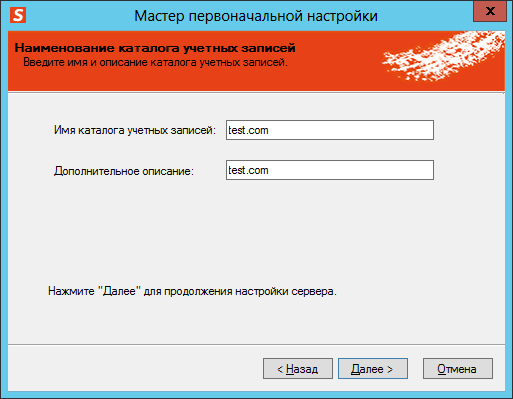 S
Мастер первоначальной настройки
x
Наименование каталога учетных записей
Введите имя и описание каталога учетных записей.
Имя каталога учетных записей: test.com
Дополнительное описание: test.com
Нажмите "Далее" для продолжения настройки сервера.
< Назад Далее > Отмена